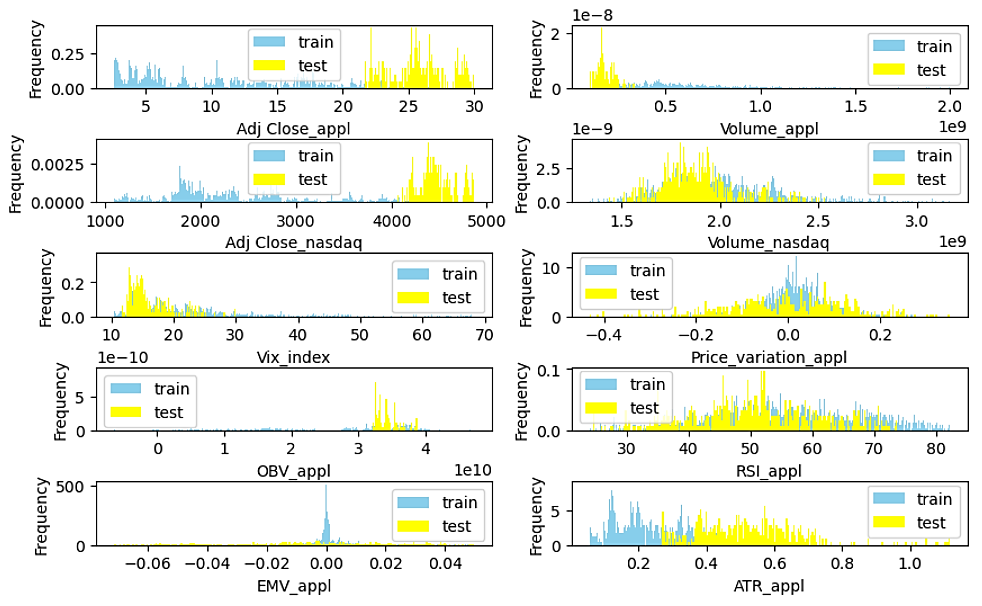 Frequency
0.25
0.00
train
test
5
10
15
20
25
30
Adj Close_appl
1e−8
Frequency
2
0
train
test
0.5
1.0
1.5
2.0
1e9
Volume_appl
Frequency
0.0025
0.0000
train
test
1000
2000
3000
4000
5000
Adj Close_nasdaq
1e−9
Frequency
2.5
0.0
train
test
1.5
2.0
2.5
3.0
1e9
Volume_nasdaq
Frequency
0.2
0.0
train
test
10
20
30
40
50
60
70
Vix_index
Frequency
10
0
train
test
−0.4
−0.2
0.0
0.2
Price_variation_appl
1e−10
Frequency
5
0
train
test
0
1
2
3
4
1e10
OBV_appl
Frequency
0.1
0.0
train
test
30
40
50
60
70
80
RSI_appl
Frequency
500
0
train
test
−0.06
−0.04
−0.02
0.00
0.02
0.04
EMV_appl
Frequency
5
0
train
test
0.2
0.4
0.6
0.8
1.0
ATR_appl